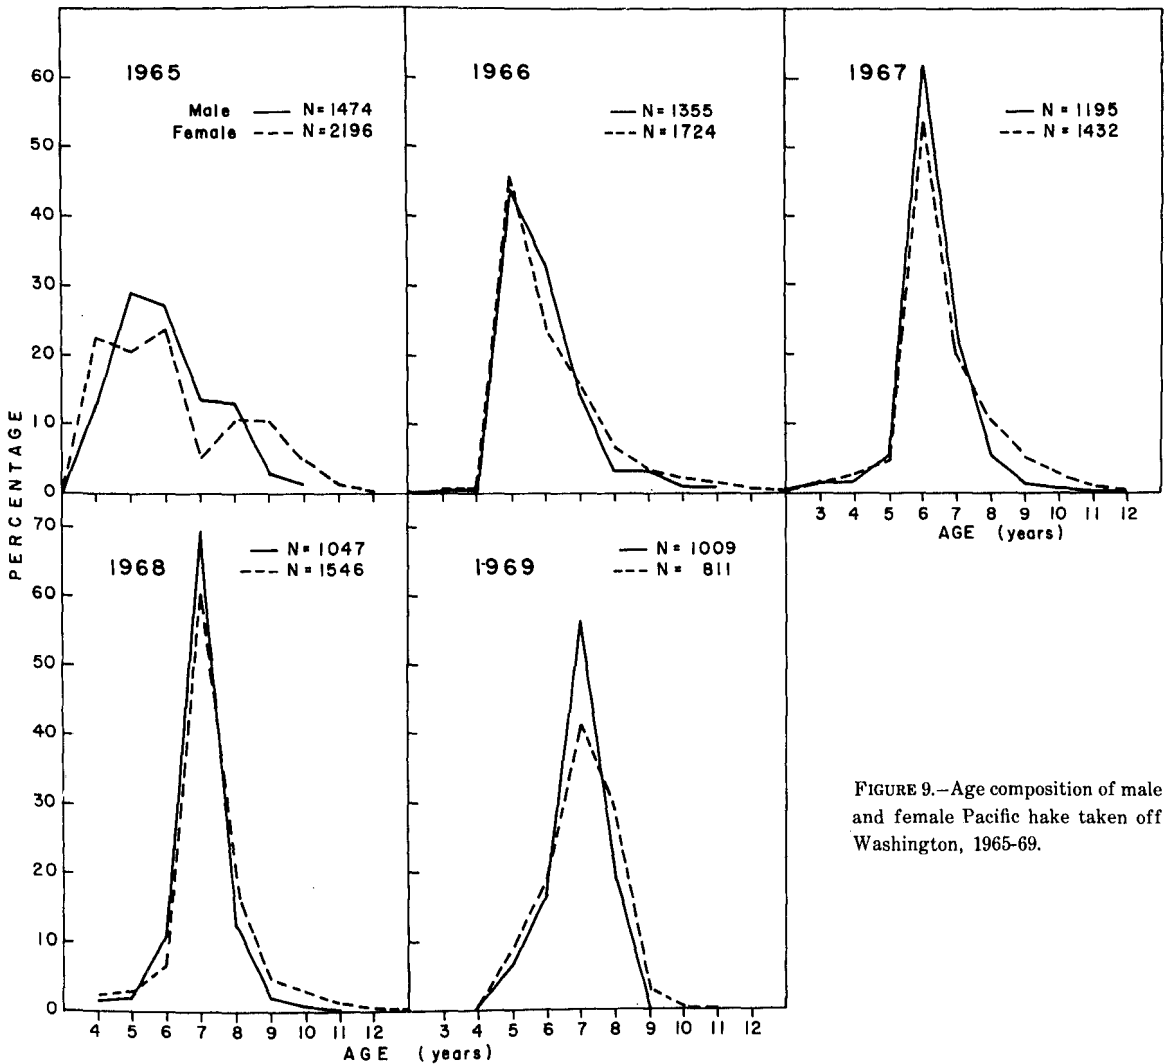 1965
Male — N= 1474
Female --- N= 2196
1966
— N= 1355
--- N= 1724
1967
— N = 1195
--- N = 1432
60
50
40
30
20
10
0
PERCENTAGE
3 4 5 6 7 8 9 10 11 12
AGE (years)
1968
— N= 1047
--- N= 1546
1969
— N= 1009
--- N= 811
70
60
50
40
30
20
10
0
4 5 6 7 8 9 10 11 12
4 5 6 7 8 9 10 11 12
AGE (years)
FIGURE 9.—Age composition of male
and female Pacific hake taken off
Washington, 1965-69.